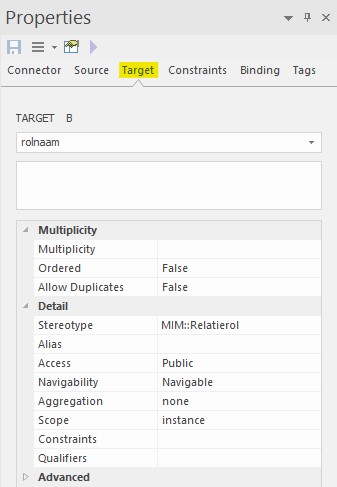 Properties
Connector Source Target Constraints Binding Tags
TARGET B
rolnaam
Multiplicity
Multiplicity
Ordered False
Allow Duplicates False
Detail
Stereotype MIM::Relatierol
Alias
Access Public
Navigability Navigable
Aggregation none
Scope instance
Constraints
Qualifiers
Advanced